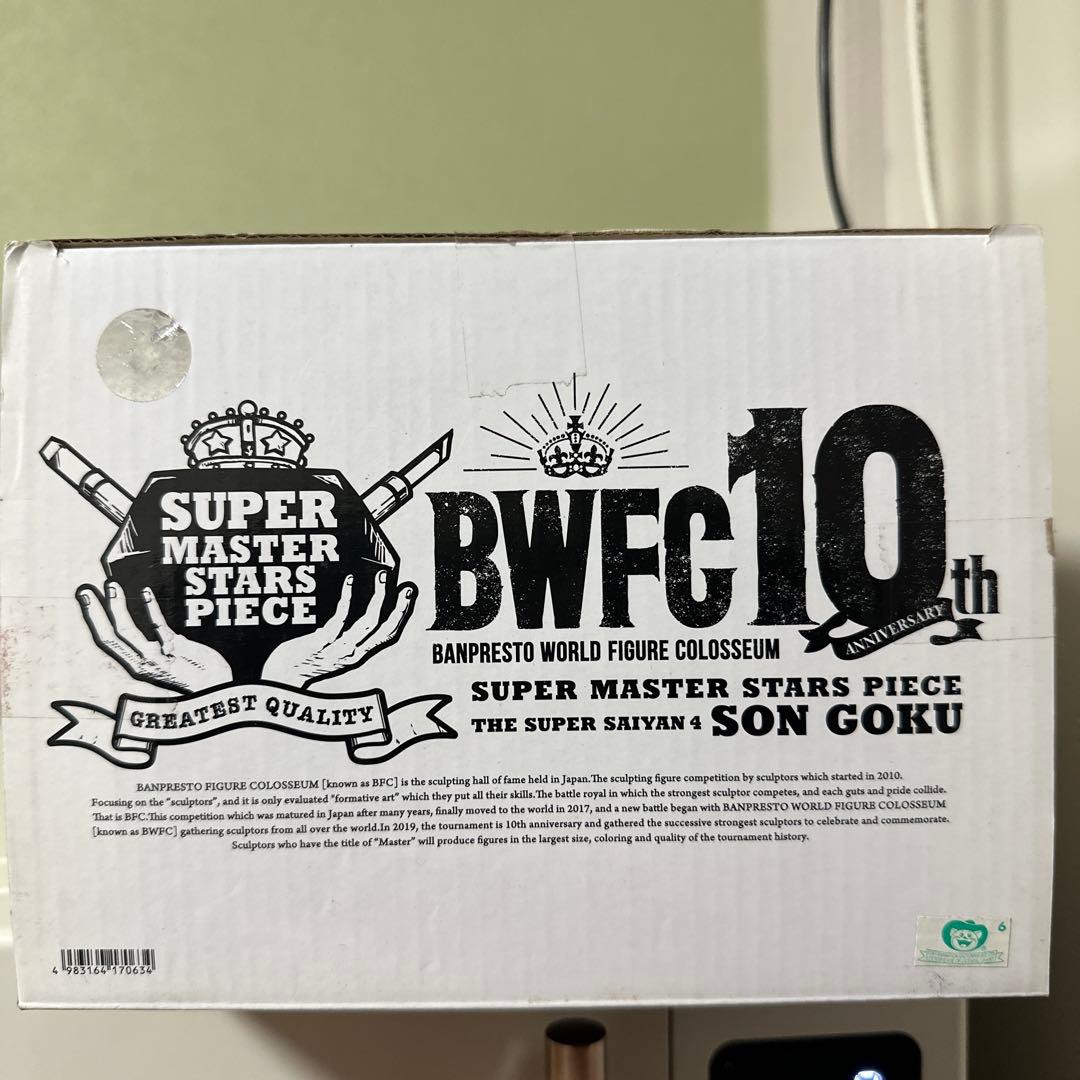 SUPER
MASTER
STARS
PIECE
GREATEST QUALITY
BWFC 10th
ANNIVERSARY
BANPRESTO WORLD FIGURE COLOSSEUM
SUPER MASTER STARS PIECE
THE SUPER SAIYAN 4 SON GOKU
BANPRESTO FIGURE COLOSSEUM [known as BFC] is the sculpting hall of fame held in Japan.The sculpting figure competition by sculptors which started in 2010.
Focusing on the "sculptors", and it is only evaluated "formative art" which they put all their skills.The battle royal in which the strongest sculptor competes, and each guts and pride collide.
That is BFC.This competition which was matured in Japan after many years, finally moved to the world in 2017, and a new battle began with BANPRESTO WORLD FIGURE COLOSSEUM
[known as BWFC] gathering sculptors from all over the world.In 2019, the tournament is 10th anniversary and gathered the successive strongest sculptors to celebrate and commemorate.
Sculptors who have the title of "Master" will produce figures in the largest size, coloring and quality of the tournament history.
4 983164 170634
6